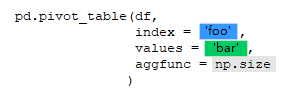 pd.pivot_table(df,
index = 'foo' ,
values = 'bar' ,
aggfunc = np.size
)